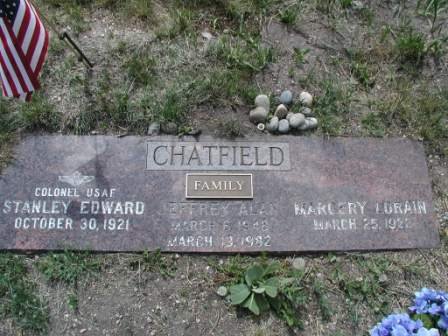 CHATFIELD
FAMILY
COLONEL USAF
STANLEY EDWARD
OCTOBER 30, 1921
JEFFREY ALAN
MARCH 6, 1948
MARCH 13, 1982
MARGERY LORAIN
MARCH 25, 1922